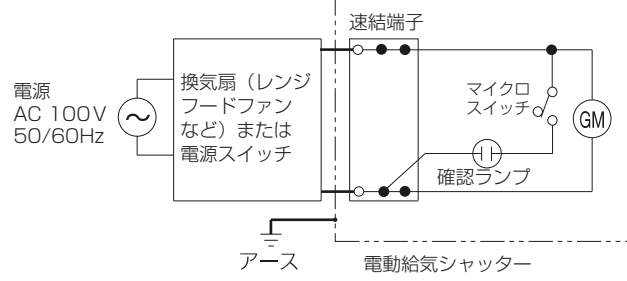 速結端子
電源
AC 100V
50/60Hz
換気扇（レンジ
フードファン
など）または
電源スイッチ
マイクロ
スイッチ
GM
確認ランプ
アース
電動給気シャッター